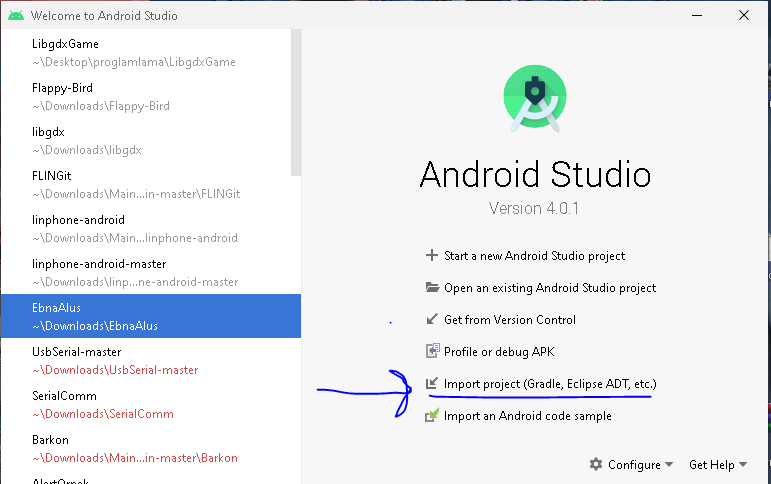 Welcome to Android Studio
LibgdxGame
~\Desktop\proglamlama\LibgdxGame
Flappy-Bird
~\Downloads\Flappy-Bird
libgdx
~\Downloads\libgdx
FLINGit
~\Downloads\Main...in-master\FLINGit
linphone-android
~\Downloads\Main...linphone-android
linphone-android-master
~\Downloads\linp...ne-android-master
EbnaAlus
~\Downloads\EbnaAlus
UsbSerial-master
~\Downloads\UsbSerial-master
SerialComm
~\Downloads\SerialComm
Barkon
~\Downloads\Main...in-master\Barkon
AlertOrnek
Android Studio
Version 4.0.1
Start a new Android Studio project
Open an existing Android Studio project
Get from Version Control
Profile or debug APK
Import project (Gradle, Eclipse ADT, etc.)
Import an Android code sample
Configure
Get Help